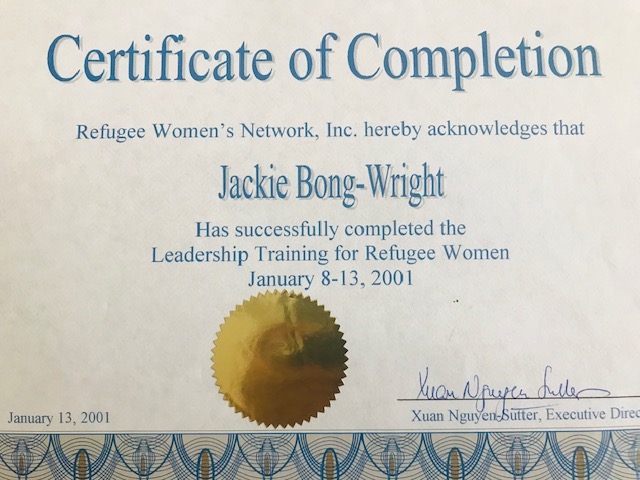 Certificate of Completion
Refugee Women's Network, Inc. hereby acknowledges that
Jackie Bong-Wright
Has successfully completed the
Leadership Training for Refugee Women
January 8-13, 2001
Xuan Nguyen Sutter
January 13, 2001
Xuan Nguyen-Sutter, Executive Direc